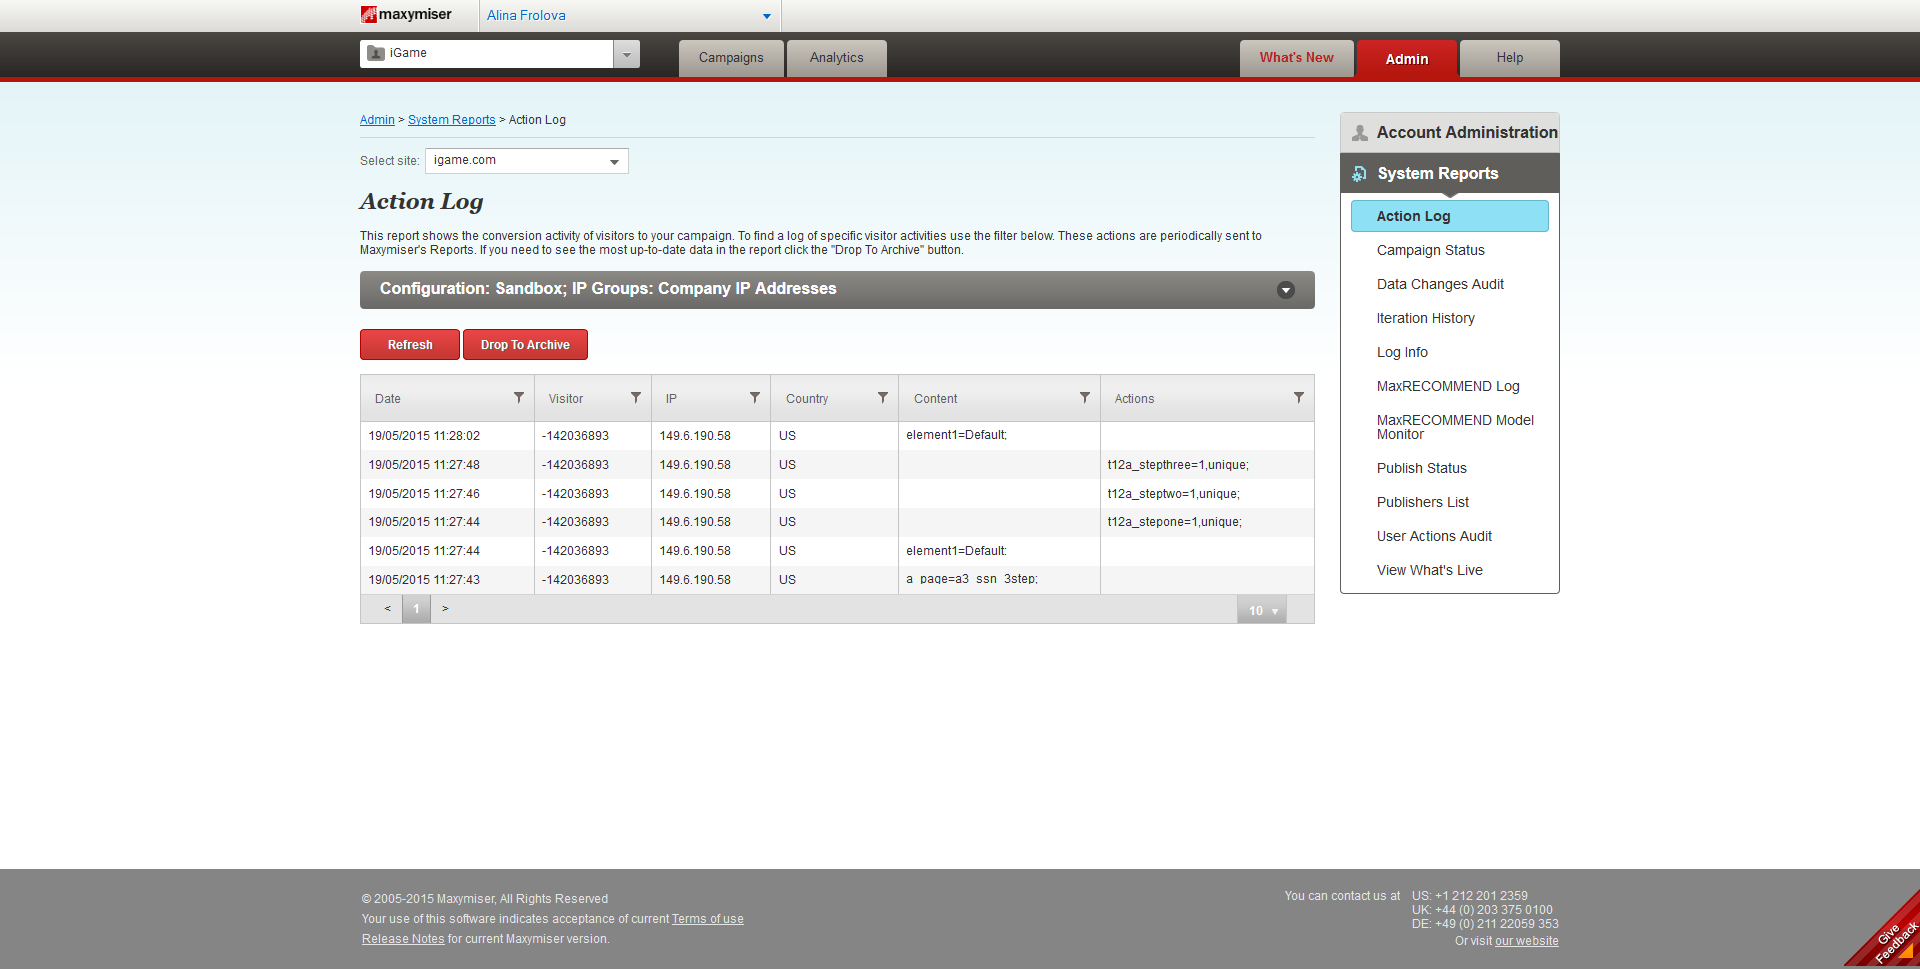 maxymiser
Alina Frolova
iGame
Campaigns
Analytics
What's New
Admin
Help
Admin > System Reports > Action Log
Select site:
igame.com
Action Log
This report shows the conversion activity of visitors to your campaign. To find a log of specific visitor activities use the filter below. These actions are periodically sent to
Maxymiser's Reports. If you need to see the most up-to-date data in the report click the "Drop To Archive" button.
Configuration: Sandbox; IP Groups: Company IP Addresses
Refresh
Drop To Archive
Date Visitor IP Country Content Actions
19/05/2015 11:28:02 -142036893 149.6.190.58 US element1=Default;
19/05/2015 11:27:48 -142036893 149.6.190.58 US t12a_stepthree=1,unique;
19/05/2015 11:27:46 -142036893 149.6.190.58 US t12a_steptwo=1,unique;
19/05/2015 11:27:44 -142036893 149.6.190.58 US t12a_stepone=1,unique;
19/05/2015 11:27:44 -142036893 149.6.190.58 US element1=Default:
19/05/2015 11:27:43 -142036893 149.6.190.58 US a_page=a3_ssn_3step;
< 1 >
10
Account Administration
System Reports
Action Log
Campaign Status
Data Changes Audit
Iteration History
Log Info
MaxRECOMMEND Log
MaxRECOMMEND Model
Monitor
Publish Status
Publishers List
User Actions Audit
View What's Live
© 2005-2015 Maxymiser, All Rights Reserved
Your use of this software indicates acceptance of current Terms of use
Release Notes for current Maxymiser version.
You can contact us at US: +1 212 201 2359
UK: +44 (0) 203 375 0100
DE: +49 (0) 211 22059 353
Or visit our website
Give
Feedback